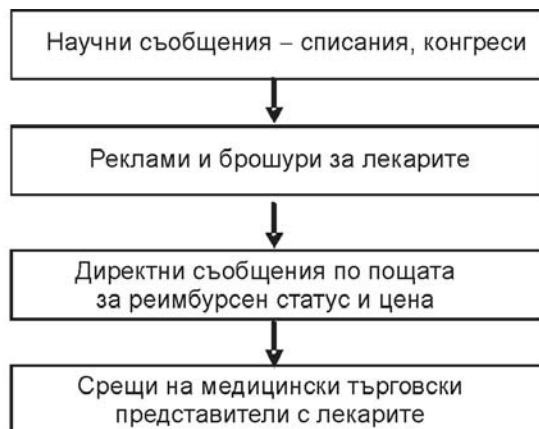 Научни съобщения – списания, конгреси
Реклами и брошури за лекарите
Директни съобщения по пощата
за реимбурсен статус и цена
Срещи на медицински търговски
представители с лекарите